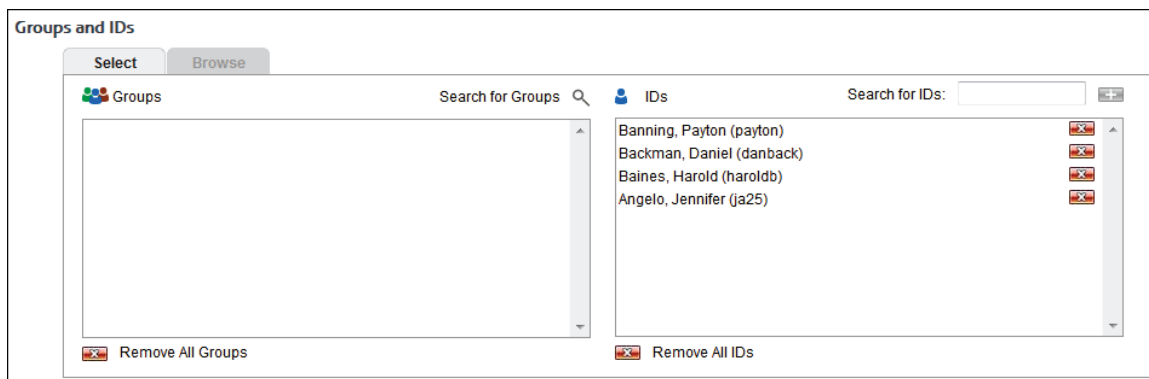 Groups and IDs
Select Browse
Groups Search for Groups IDs Search for IDs:
Banning, Payton (payton)
Backman, Daniel (danback)
Baines, Harold (haroldb)
Angelo, Jennifer (ja25)
Remove All Groups Remove All IDs